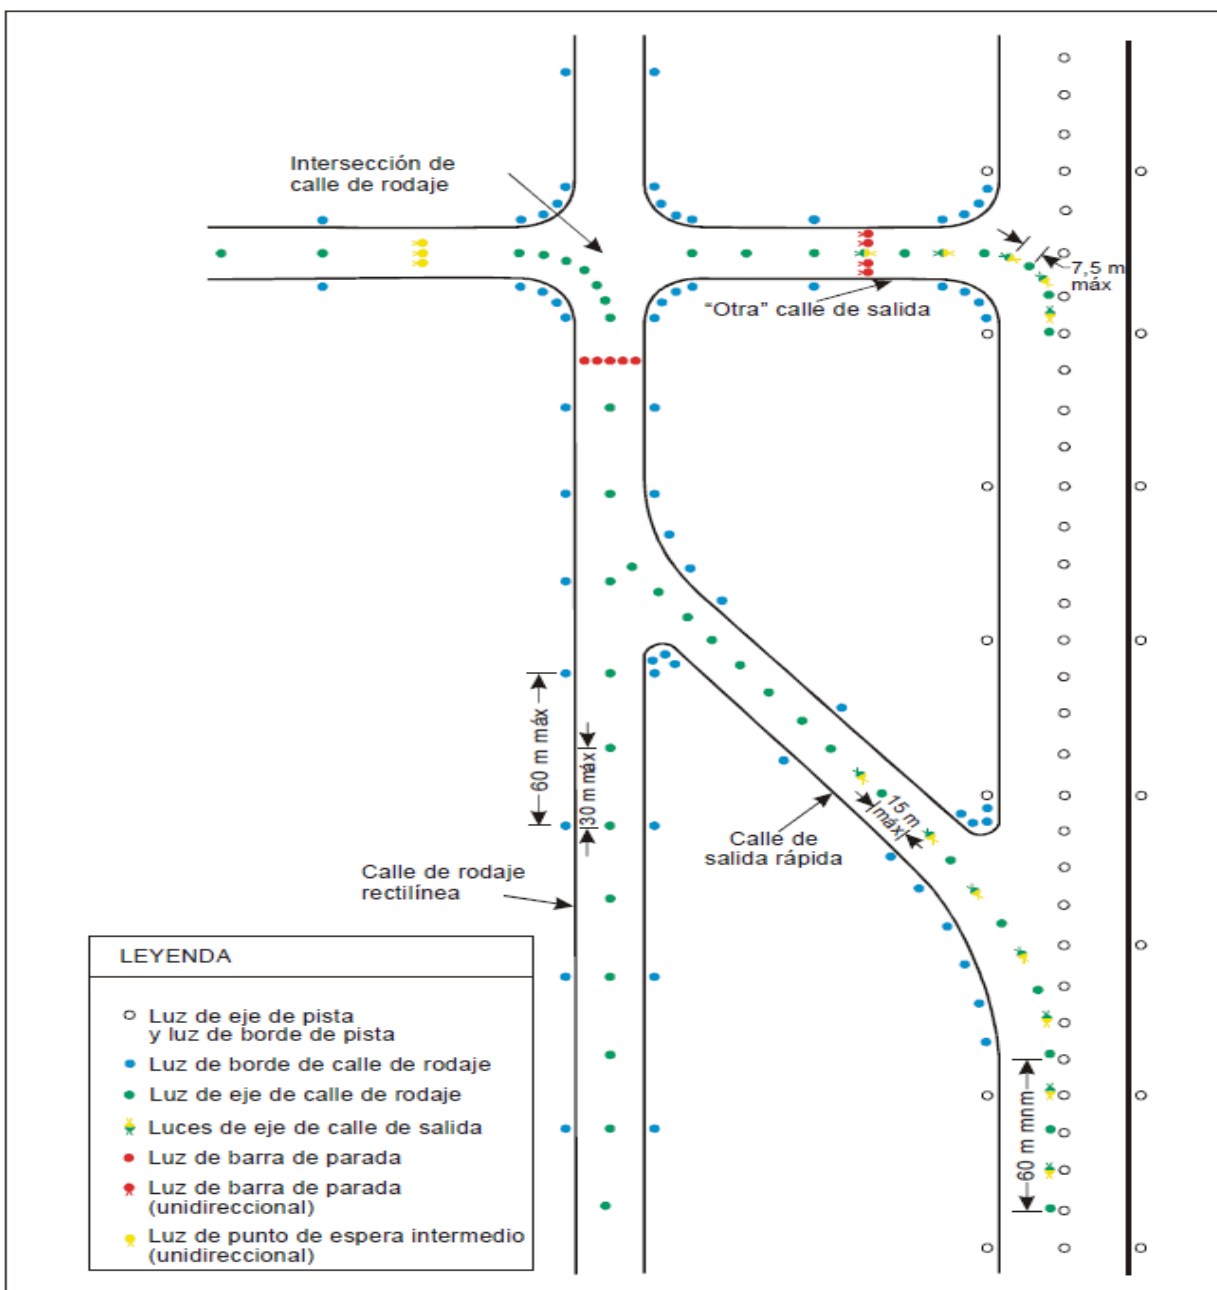 Intersección de
calle de rodaje
7,5 m
máx
"Otra" calle de salida
60 m máx
30 m máx
15 m
máx
Calle de
salida rápida
Calle de rodaje
rectilínea
60 m mnm
LEYENDA
Luz de eje de pista
y luz de borde de pista
Luz de borde de calle de rodaje
Luz de eje de calle de rodaje
Luces de eje de calle de salida
Luz de barra de parada
Luz de barra de parada
(unidireccional)
Luz de punto de espera intermedio
(unidireccional)